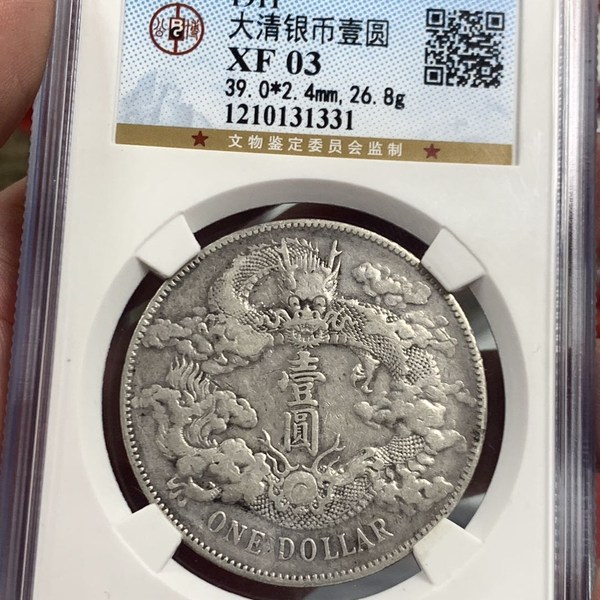 1911
大清银币壹圆
XF 03
39.0*2.4mm,26.8g
1210131331
★ 文物鉴定委员会监制 ★
壹
圓
ONE DOLLAR